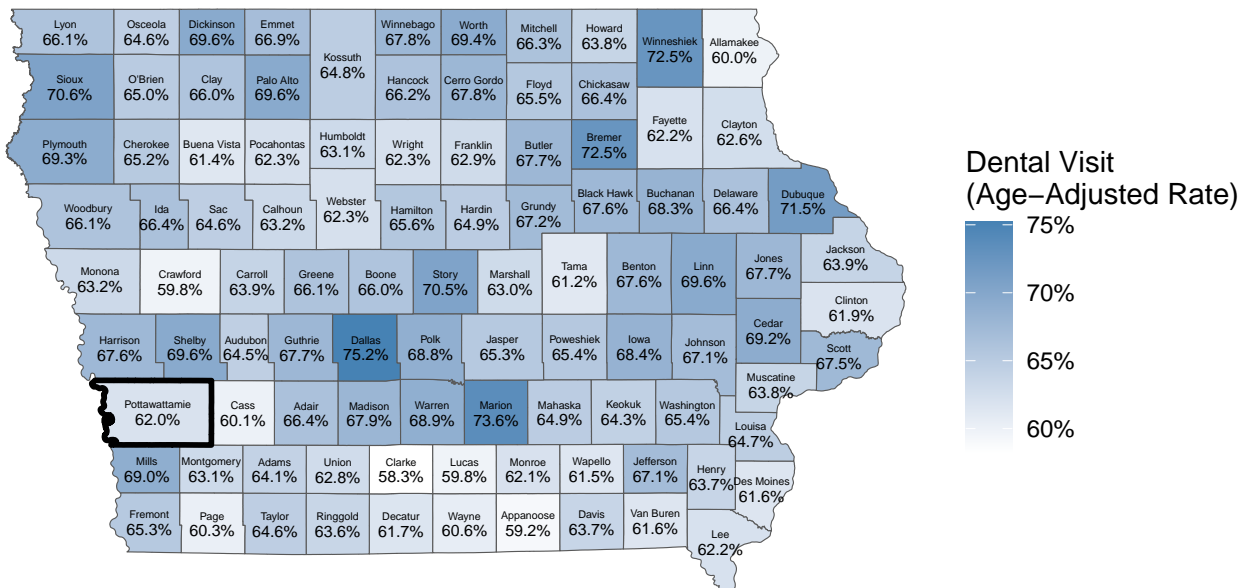 Lyon
66.1%
Osceola
64.6%
Dickinson
69.6%
Emmet
66.9%
Kossuth
64.8%
Winnebago
67.8%
Worth
69.4%
Mitchell
66.3%
Howard
63.8%
Winneshiek
72.5%
Allamakee
60.0%
Sioux
70.6%
O'Brien
65.0%
Clay
66.0%
Palo Alto
69.6%
Hancock
66.2%
Cerro Gordo
67.8%
Floyd
65.5%
Chickasaw
66.4%
Fayette
62.2%
Clayton
62.6%
Plymouth
69.3%
Cherokee
65.2%
Buena Vista
61.4%
Pocahontas
62.3%
Humboldt
63.1%
Wright
62.3%
Franklin
62.9%
Butler
67.7%
Bremer
72.5%
Woodbury
66.1%
Ida
66.4%
Sac
64.6%
Calhoun
63.2%
Webster
62.3%
Hamilton
65.6%
Hardin
64.9%
Grundy
67.2%
Black Hawk
67.6%
Buchanan
68.3%
Delaware
66.4%
Dubuque
71.5%
Monona
63.2%
Crawford
59.8%
Carroll
63.9%
Greene
66.1%
Boone
66.0%
Story
70.5%
Marshall
63.0%
Tama
61.2%
Benton
67.6%
Linn
69.6%
Jones
67.7%
Jackson
63.9%
Clinton
61.9%
Harrison
67.6%
Shelby
69.6%
Audubon
64.5%
Guthrie
67.7%
Dallas
75.2%
Polk
68.8%
Jasper
65.3%
Poweshiek
65.4%
Iowa
68.4%
Johnson
67.1%
Cedar
69.2%
Scott
67.5%
Muscatine
63.8%
Pottawattamie
62.0%
Cass
60.1%
Adair
66.4%
Madison
67.9%
Warren
68.9%
Marion
73.6%
Mahaska
64.9%
Keokuk
64.3%
Washington
65.4%
Louisa
64.7%
Mills
69.0%
Montgomery
63.1%
Adams
64.1%
Union
62.8%
Clarke
58.3%
Lucas
59.8%
Monroe
62.1%
Wapello
61.5%
Jefferson
67.1%
Henry
63.7%
Des Moines
61.6%
Fremont
65.3%
Page
60.3%
Taylor
64.6%
Ringgold
63.6%
Decatur
61.7%
Wayne
60.6%
Appanoose
59.2%
Davis
63.7%
Van Buren
61.6%
Lee
62.2%
Dental Visit
(Age−Adjusted Rate)
75%
70%
65%
60%